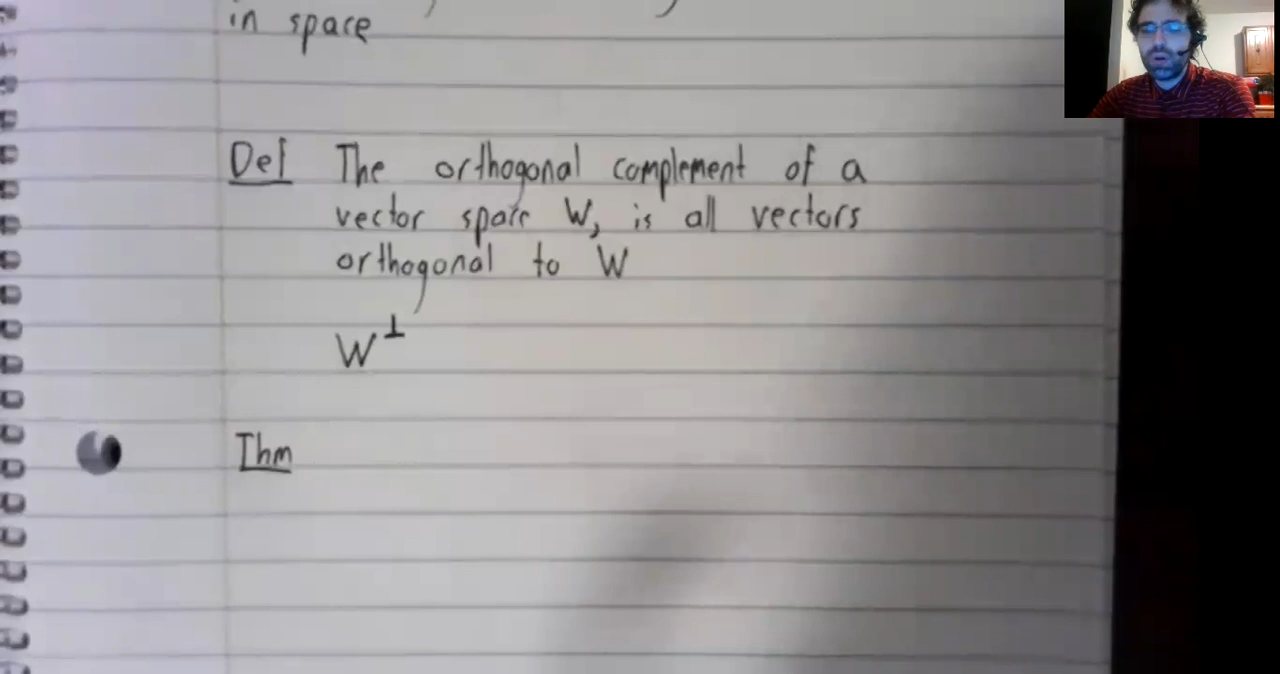 in space
Def The orthogonal complement of a
vector space W, is all vectors
orthogonal to W
W⊥
Thm